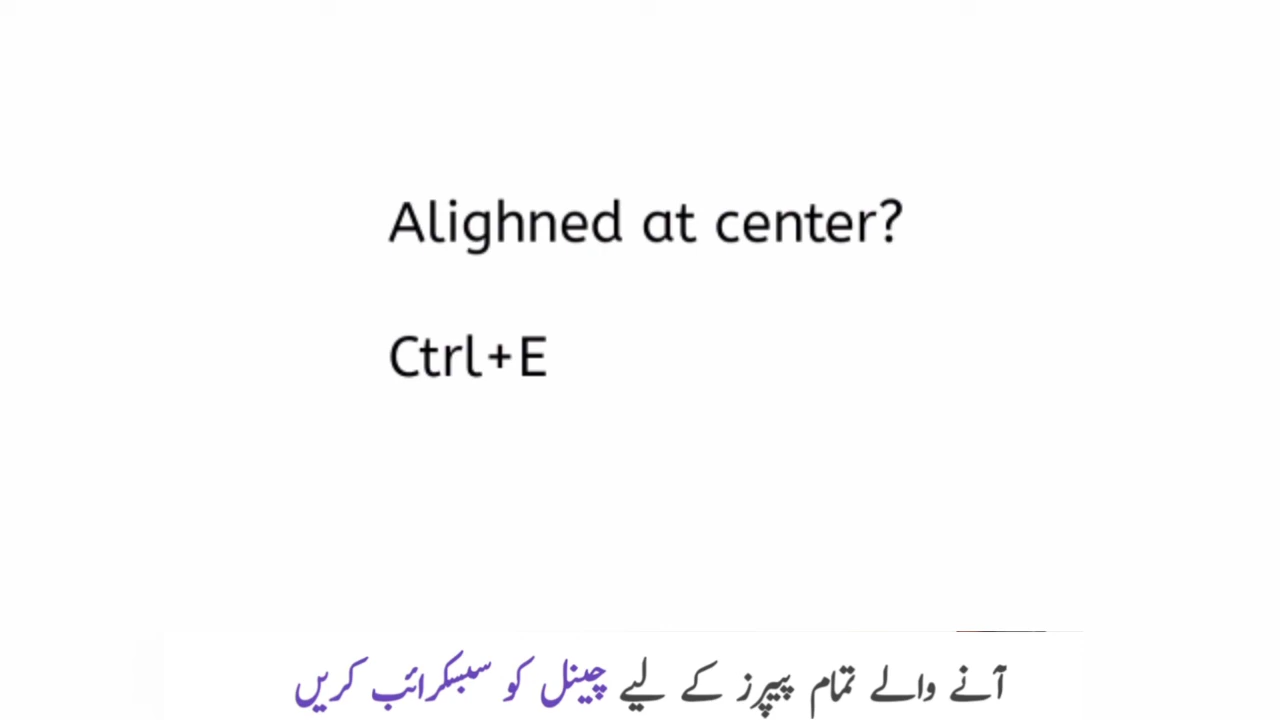 Alighned at center?
Ctrl+E
آنے والے تمام پیپرز کے لیے چینل کو سبسکرائب کریں